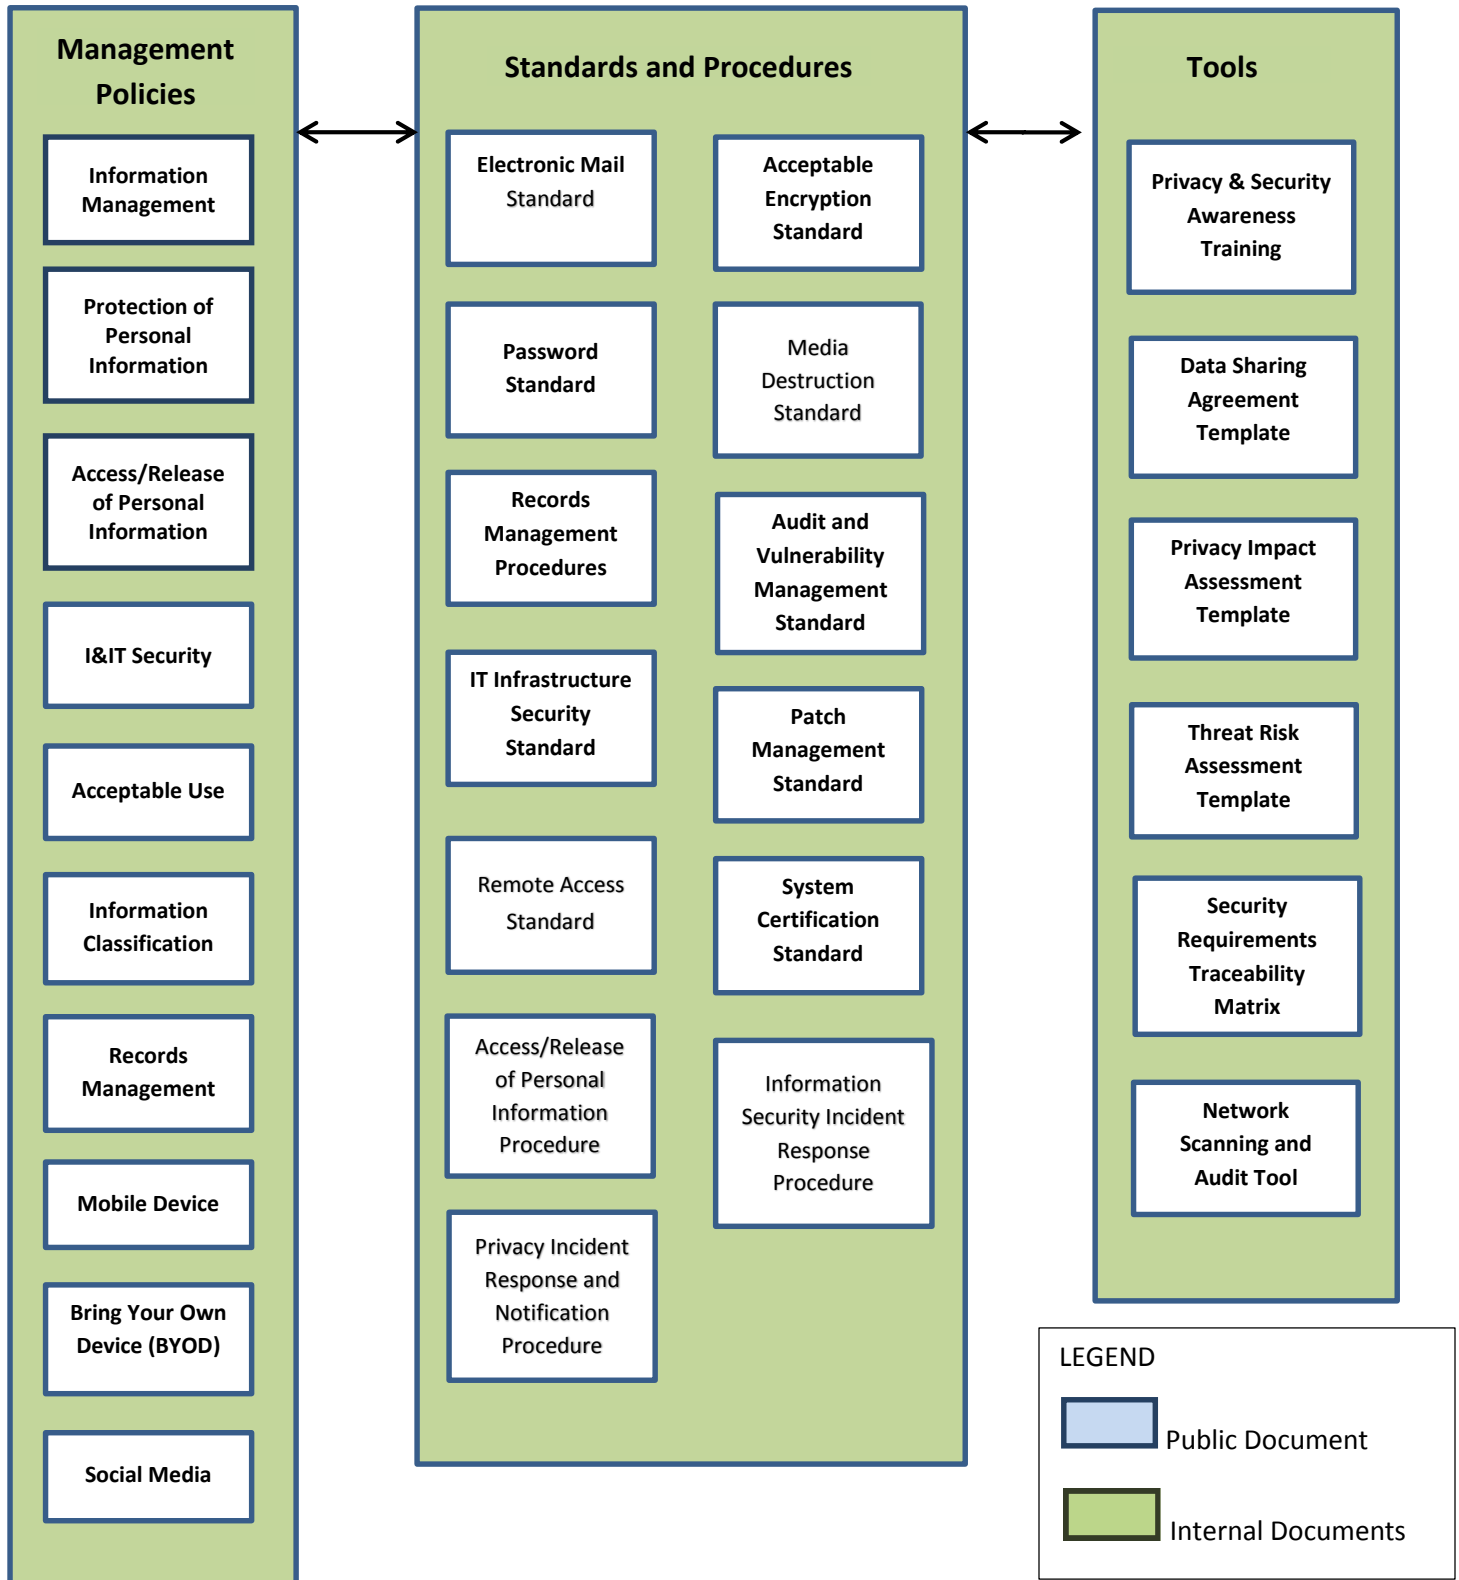 Management
Policies
Information
Management
Protection of
Personal
Information
Access/Release
of Personal
Information
I&IT Security
Acceptable Use
Information
Classification
Records
Management
Mobile Device
Bring Your Own
Device (BYOD)
Social Media
Standards and Procedures
Electronic Mail
Standard
Password
Standard
Records
Management
Procedures
IT Infrastructure
Security
Standard
Remote Access
Standard
Access/Release
of Personal
Information
Procedure
Privacy Incident
Response and
Notification
Procedure
Acceptable
Encryption
Standard
Media
Destruction
Standard
Audit and
Vulnerability
Management
Standard
Patch
Management
Standard
System
Certification
Standard
Information
Security Incident
Response
Procedure
Tools
Privacy & Security
Awareness
Training
Data Sharing
Agreement
Template
Privacy Impact
Assessment
Template
Threat Risk
Assessment
Template
Security
Requirements
Traceability
Matrix
Network
Scanning and
Audit Tool
LEGEND
Public Document
Internal Documents